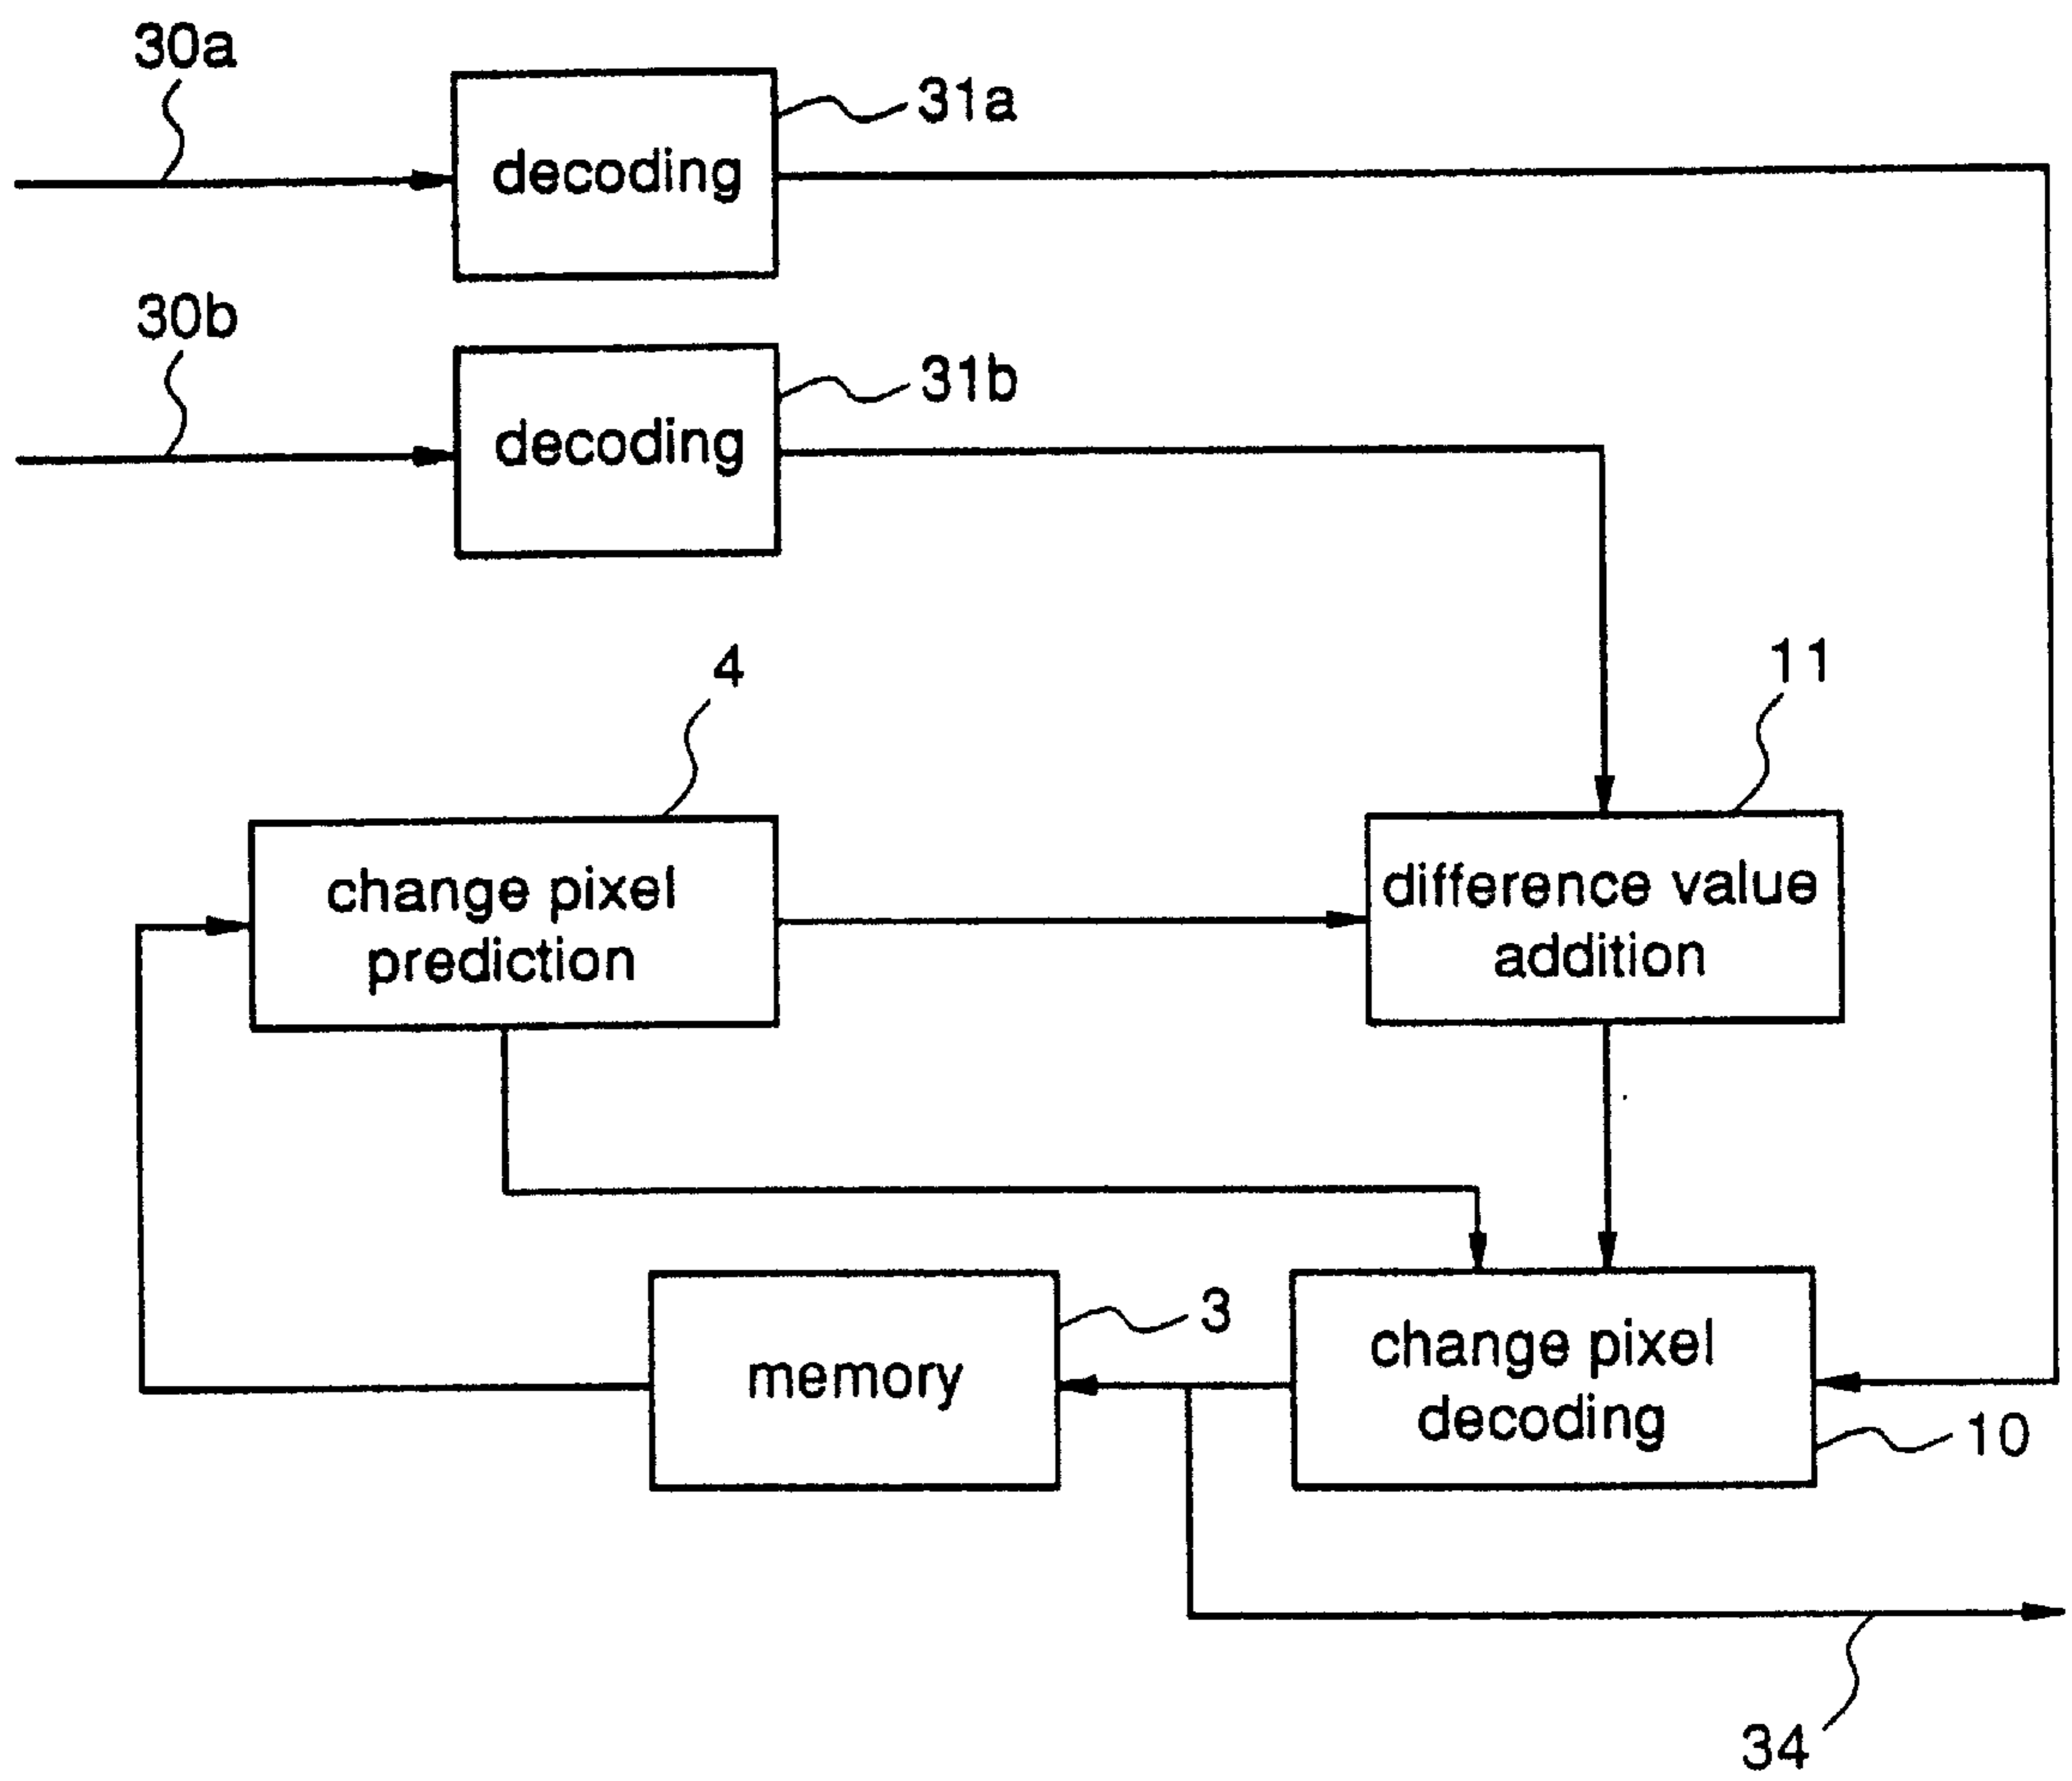 30a
31a
decoding
30b
31b
decoding
4
11
change pixel
prediction
difference value
addition
3
memory
change pixel
decoding
10
34